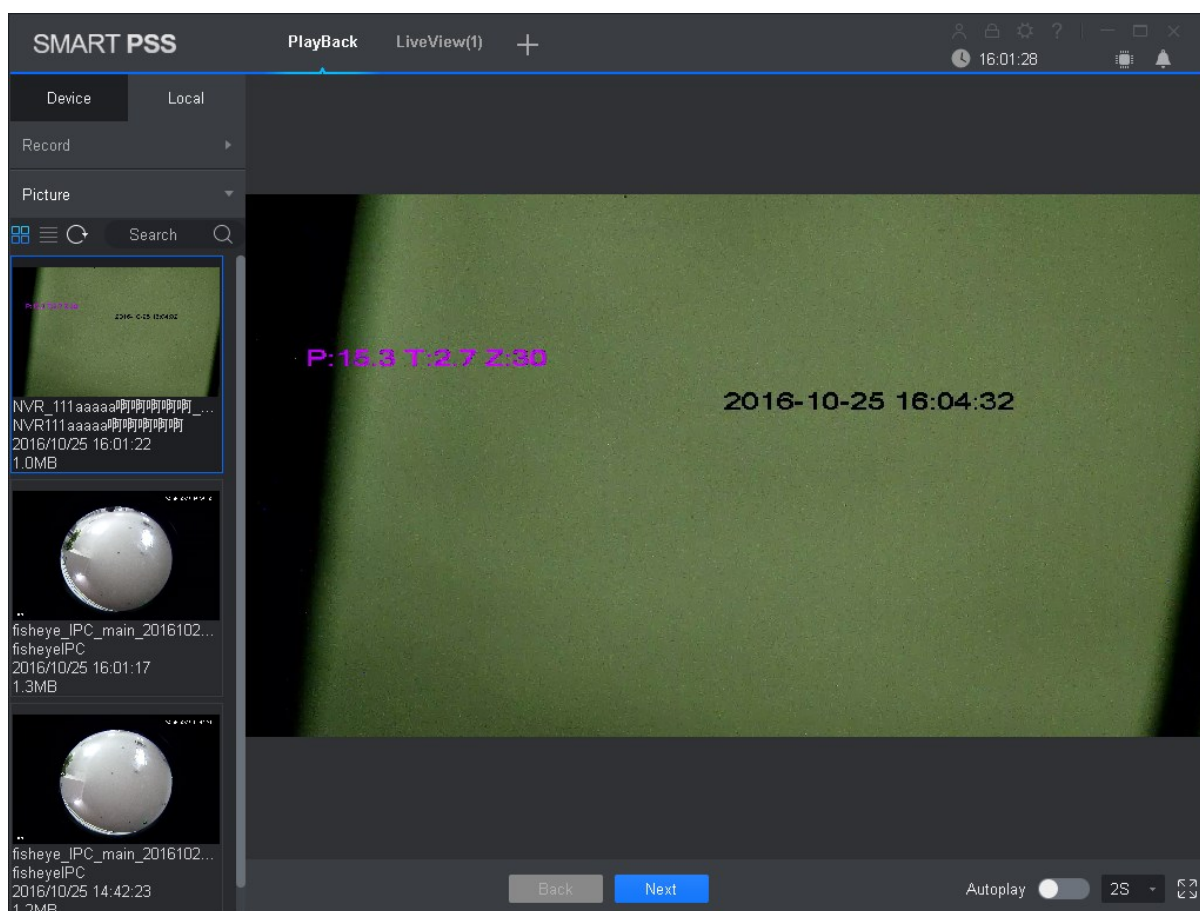 SMART PSS
PlayBack
LiveView(1)
16:01:28
Device
Local
Record
Picture
Search
NVR_111aaaaa啊啊啊啊啊_...
NVR111aaaaa啊啊啊啊啊
2016/10/25 16:01:22
1.0MB
fisheye_IPC_main_2016102...
fisheyeIPC
2016/10/25 16:01:17
1.3MB
fisheye_IPC_main_2016102...
fisheyeIPC
2016/10/25 14:42:23
1.2MB
P:15.3 T:2.7 Z:30
2016-10-25 16:04:32
Back
Next
Autoplay
2S